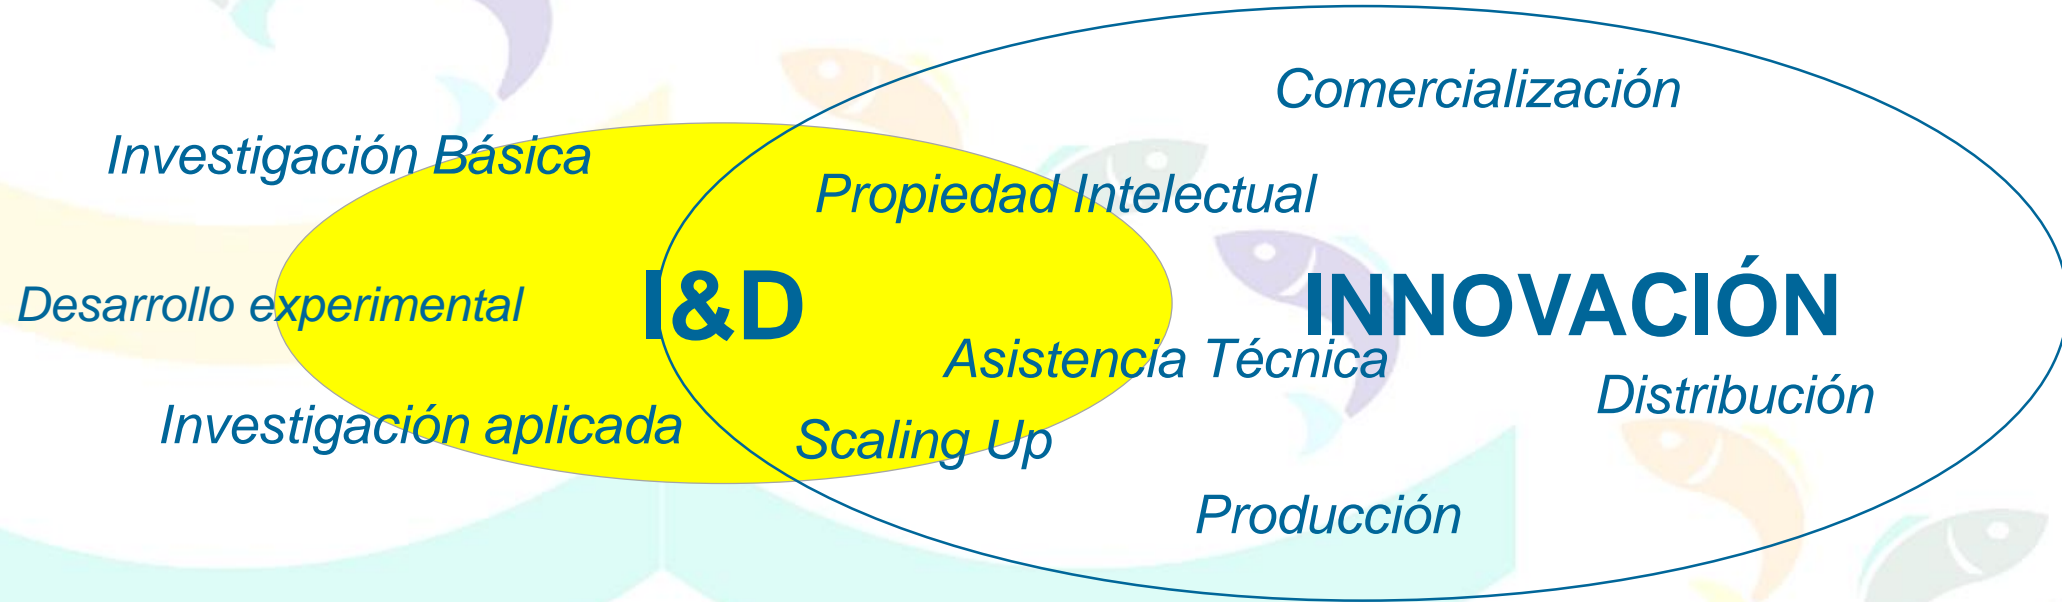 Comercialización
Investigación Básica
Propiedad Intelectual
Desarrollo experimental
I&D
INNOVACIÓN
Asistencia Técnica
Distribución
Investigación aplicada
Scaling Up
Producción